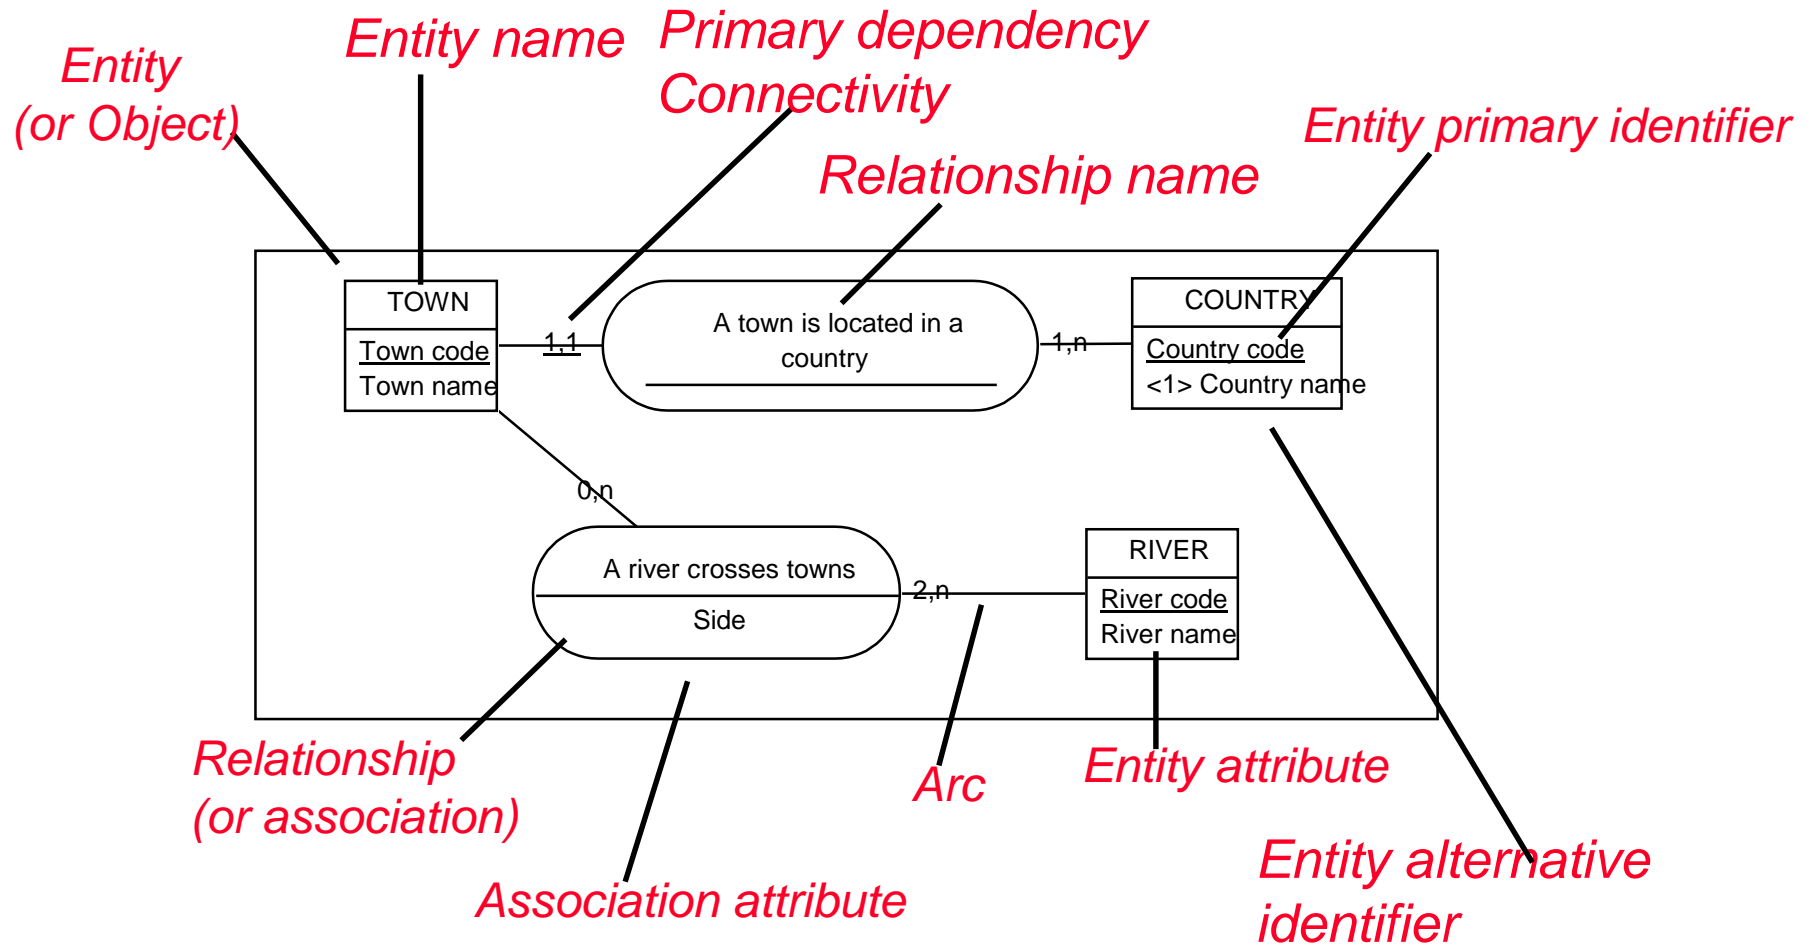 Entity name
Primary dependency
Connectivity
Entity
(or Object)
Entity primary identifier
Relationship name
TOWN
Town code
Town name
1,1
A town is located in a
country
1,n
COUNTRY
Country code
<1> Country name
0,n
A river crosses towns
Side
2,n
RIVER
River code
River name
Relationship
(or association)
Arc
Entity attribute
Association attribute
Entity alternative
identifier